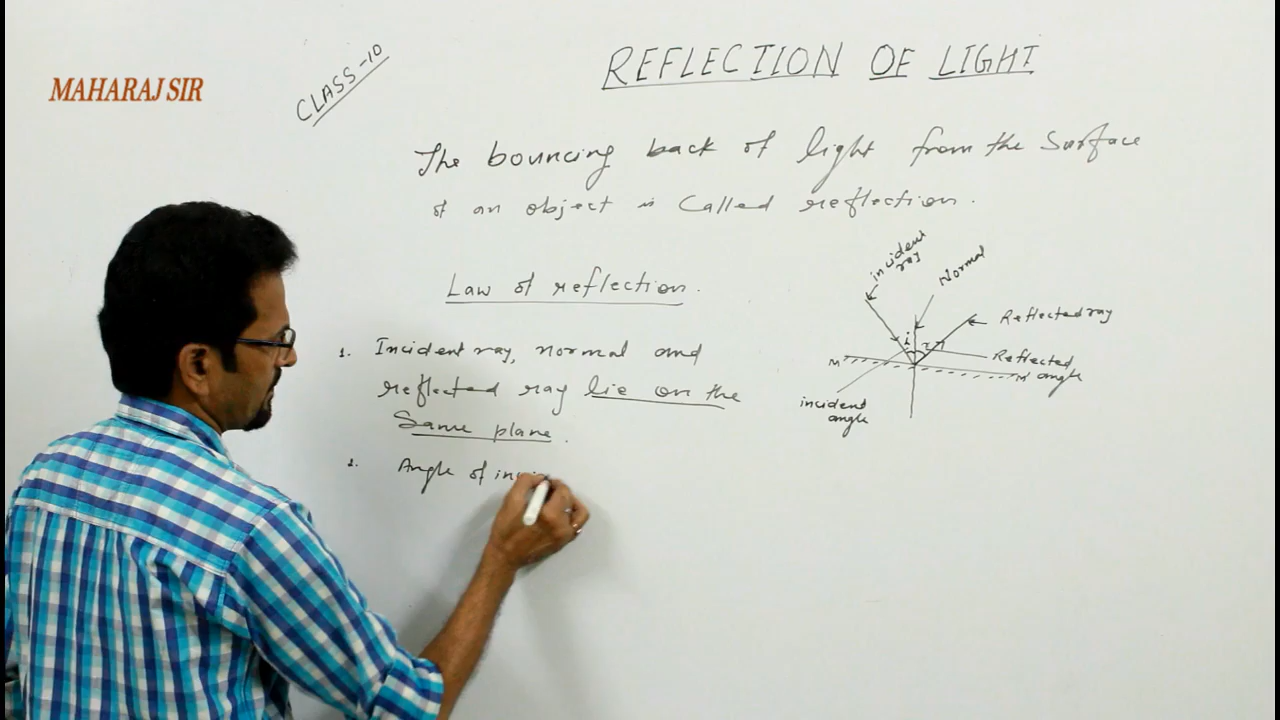 MAHARAJ SIR
CLASS-10
REFLECTION OF LIGHT
The bouncing back of light from the Surface
of an object is Called reflection.
Law of reflection.
1. Incident ray, normal and
reflected ray lie on the
Same plane.
2. Angle of in
incident
ray
Normal
Reflected ray
i
r
Reflected
angle
M
M'
incident
angle